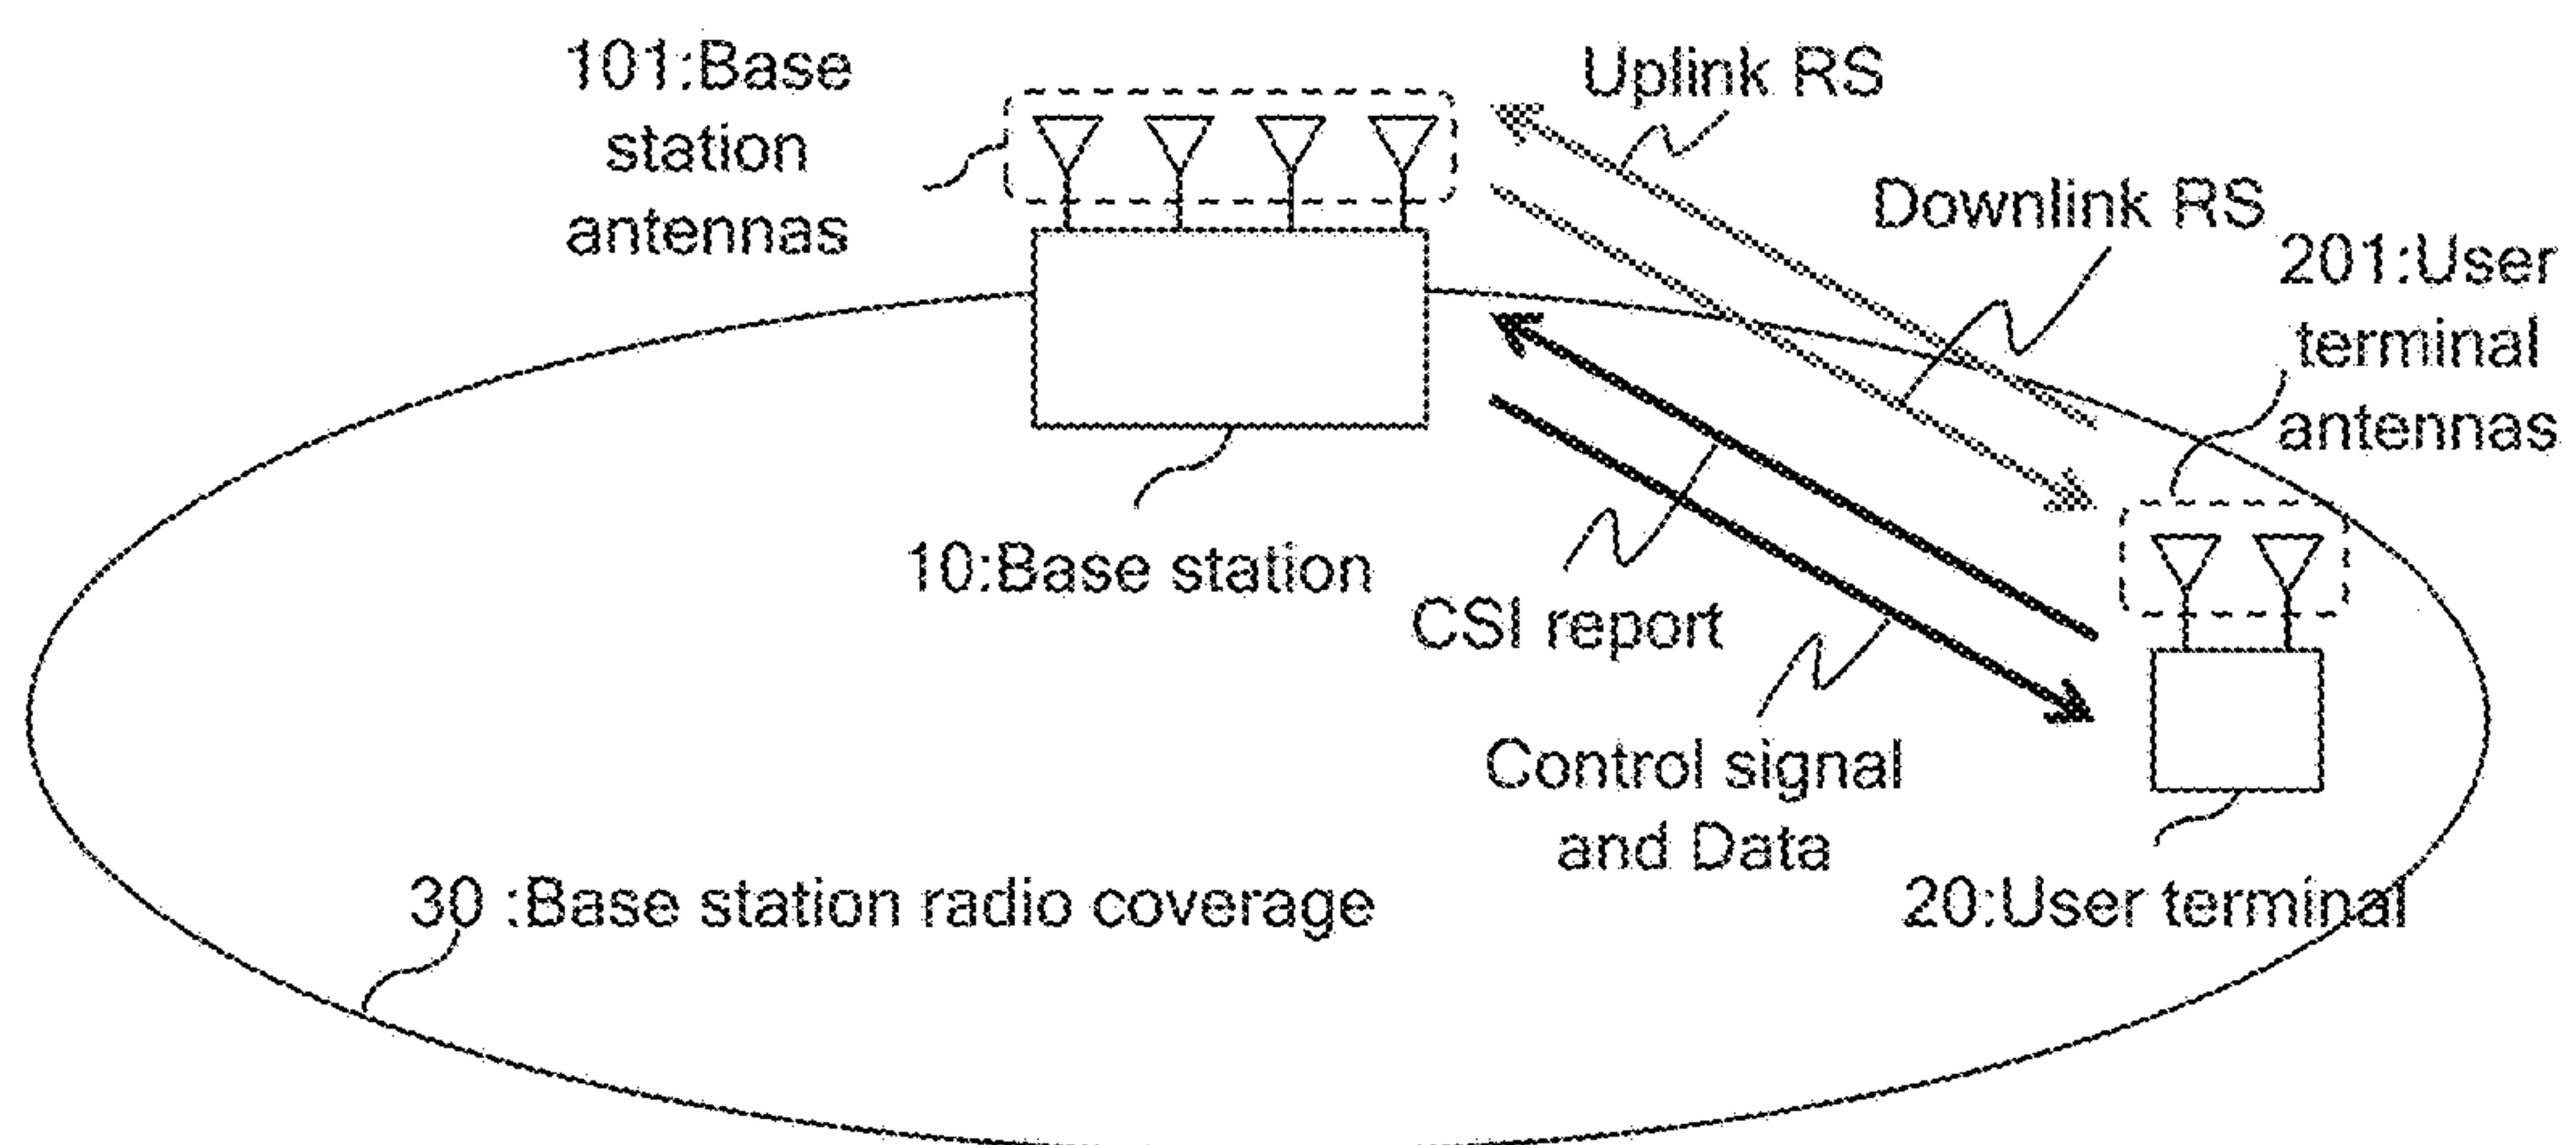 101:Base
station
antennas
Uplink RS
Downlink RS
201:User
terminal
antennas
10:Base station
CSI report
Control signal
and Data
20:User terminal
30 :Base station radio coverage